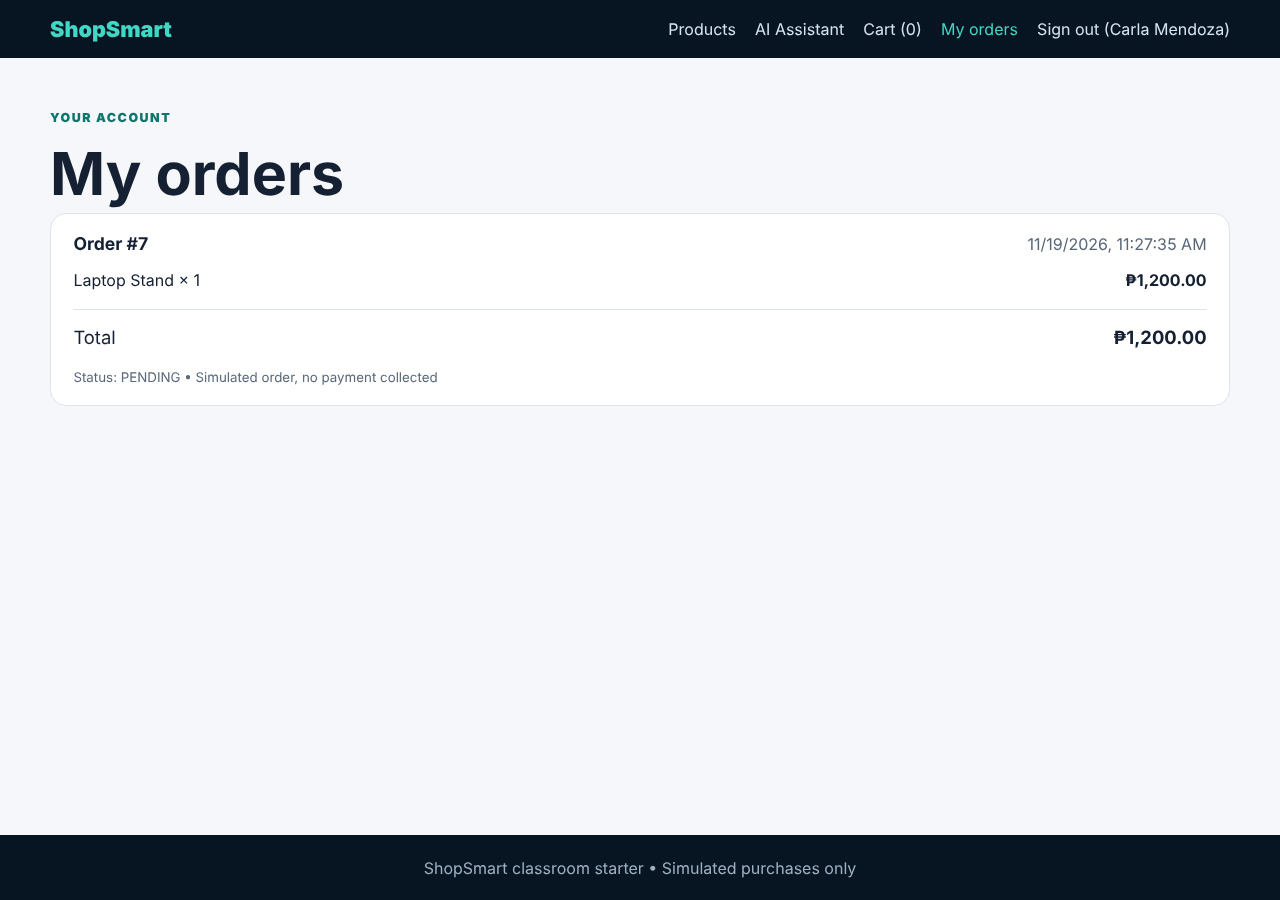 ShopSmart
Products AI Assistant Cart (0) My orders Sign out (Carla Mendoza)
YOUR ACCOUNT
My orders
Order #7 11/19/2026, 11:27:35 AM
Laptop Stand × 1 ₱1,200.00
Total ₱1,200.00
Status: PENDING • Simulated order, no payment collected
ShopSmart classroom starter • Simulated purchases only